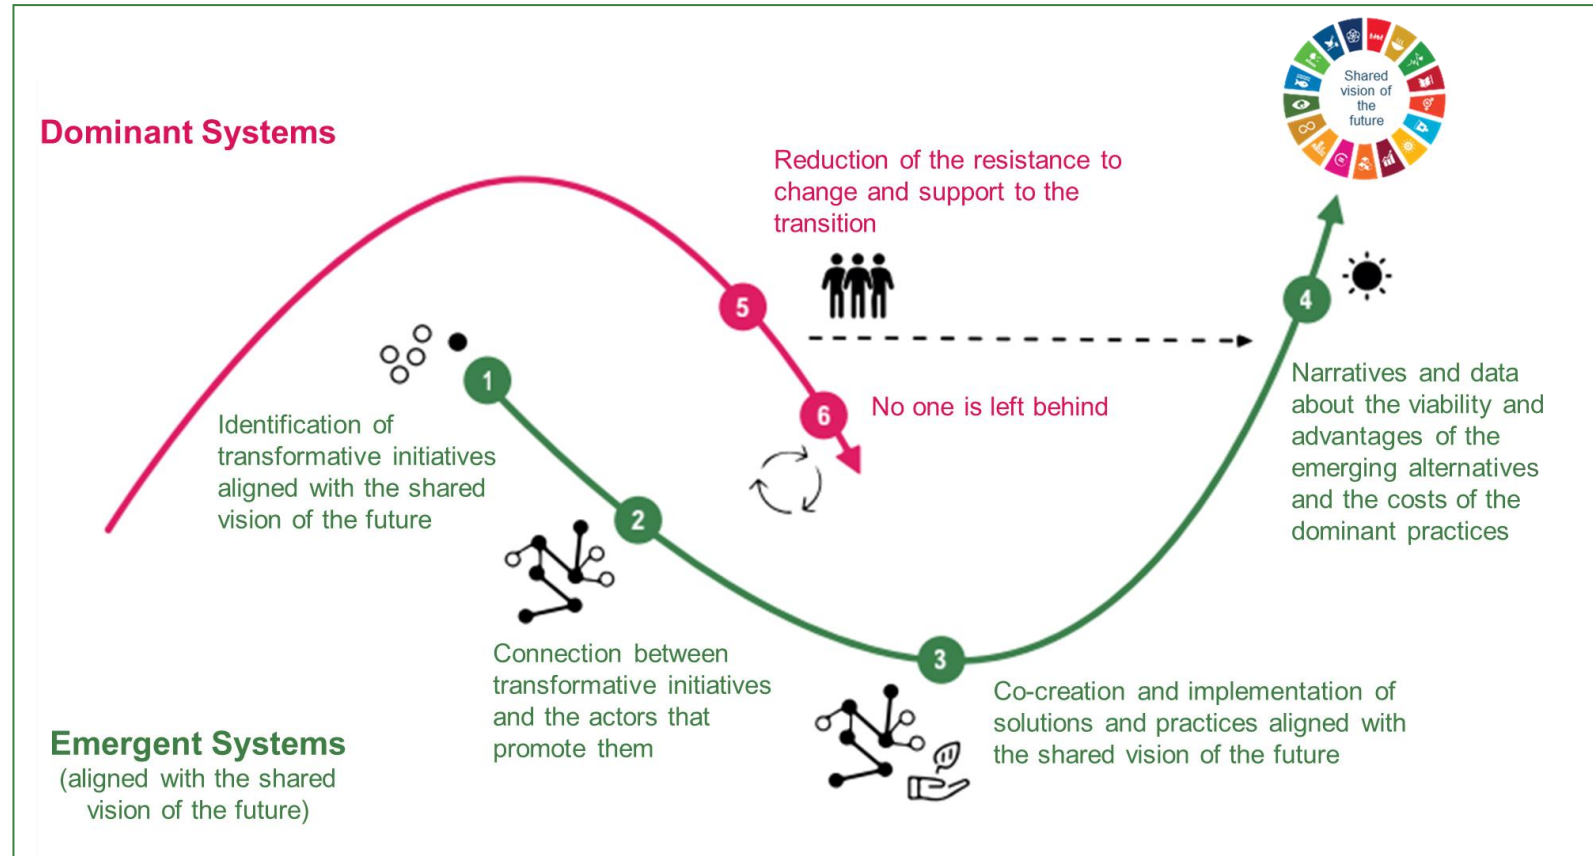 Dominant Systems
Shared
vision of
the
future
Reduction of the resistance to
change and support to the
transition
5
4
1
6
No one is left behind
Narratives and data
about the viability and
advantages of the
emerging alternatives
and the costs of the
dominant practices
Identification of
transformative initiatives
aligned with the shared
vision of the future
2
Connection between
transformative initiatives
and the actors that
promote them
3
Co-creation and implementation of
solutions and practices aligned with
the shared vision of the future
Emergent Systems
(aligned with the shared
vision of the future)